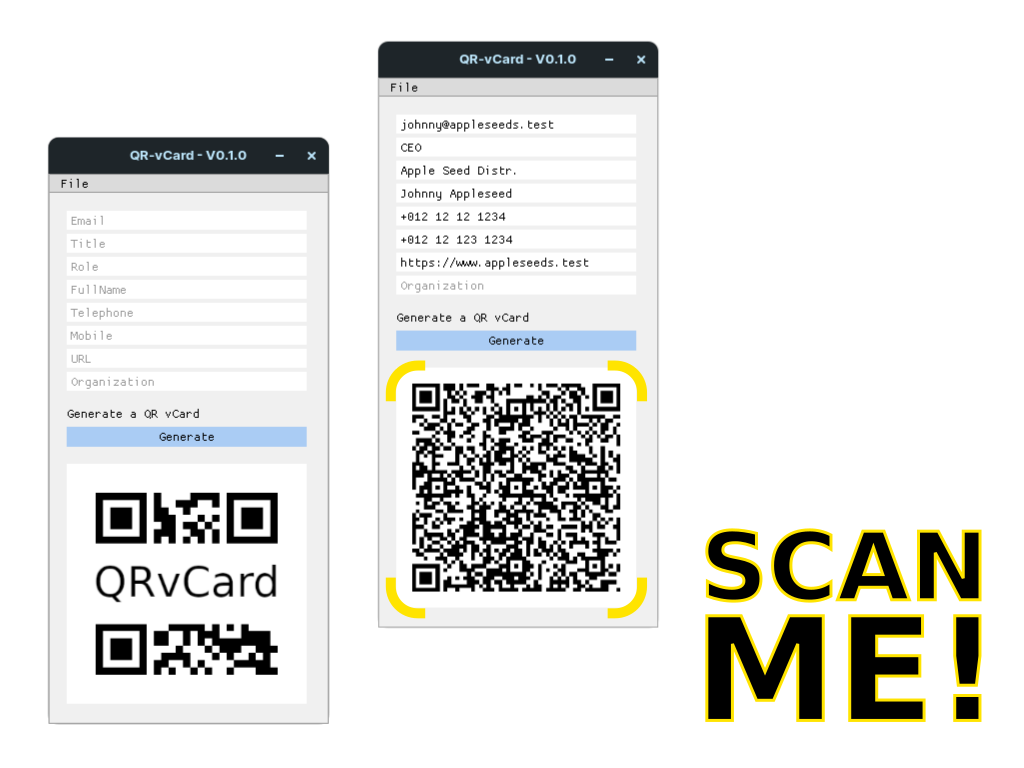 QR-vCard - V0.1.0
File
Email
Title
Role
FullName
Telephone
Mobile
URL
Organization
Generate a QR vCard
Generate
QRvCard
QR-vCard - V0.1.0
File
johnny@appleseeds.test
CEO
Apple Seed Distr.
Johnny Appleseed
+012 12 12 1234
+012 12 123 1234
https://www.appleseeds.test
Organization
Generate a QR vCard
Generate
SCAN
ME!